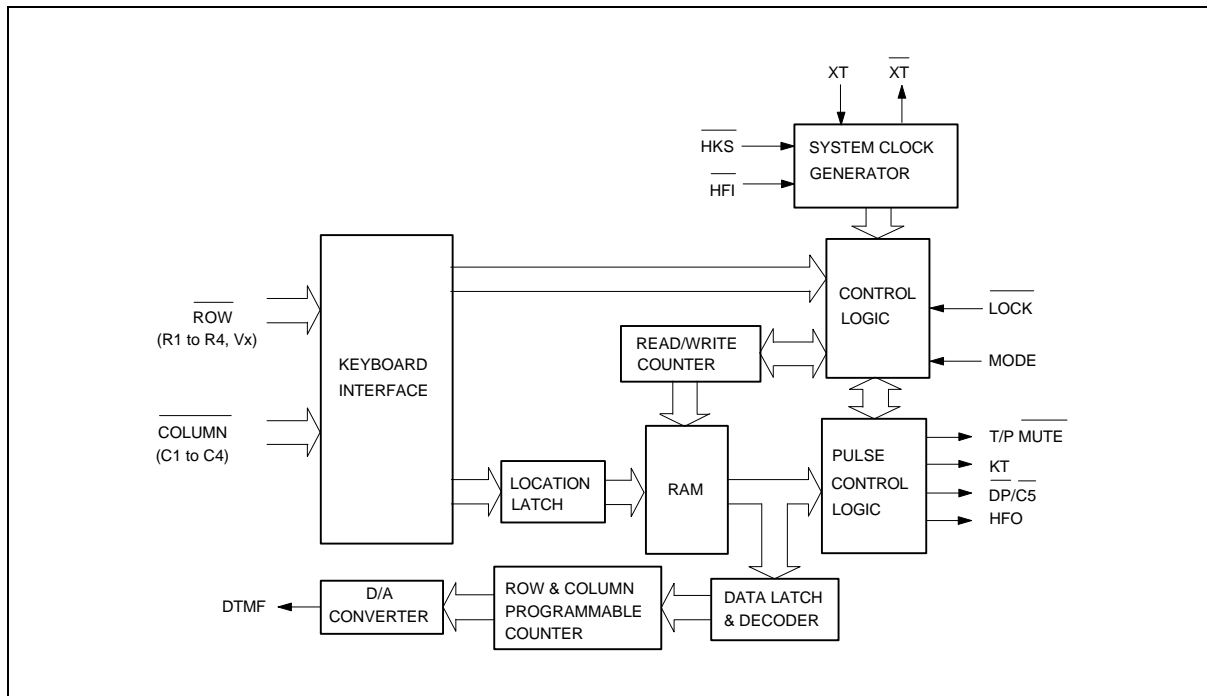 XT
XT
HKS
SYSTEM CLOCK
GENERATOR
HFI
ROW
(R1 to R4, Vx)
COLUMN
(C1 to C4)
KEYBOARD
INTERFACE
CONTROL
LOGIC
LOCK
MODE
READ/WRITE
COUNTER
LOCATION
LATCH
RAM
PULSE
CONTROL
LOGIC
T/P MUTE
KT
DP/C5
HFO
DTMF
D/A
CONVERTER
ROW & COLUMN
PROGRAMMABLE
COUNTER
DATA LATCH
& DECODER